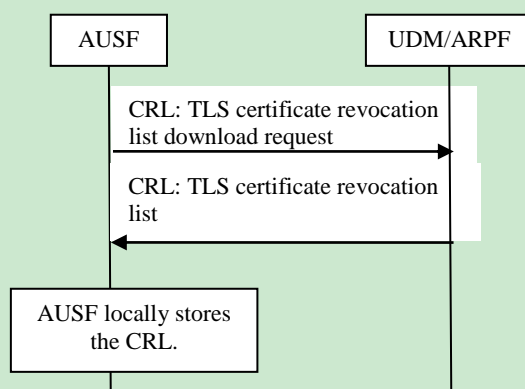 AUSF
UDM/ARPF
CRL: TLS certificate revocation
list download request
CRL: TLS certificate revocation
list
AUSF locally stores
the CRL.